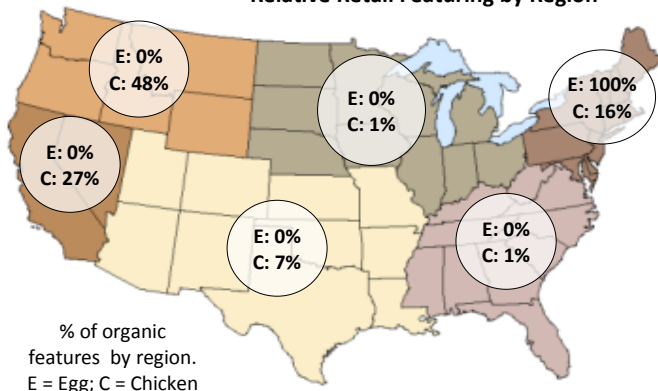 Relative Retail Featuring by Region
E: 0%
C: 48%
E: 0%
C: 1%
E: 100%
C: 16%
E: 0%
C: 27%
E: 0%
C: 7%
E: 0%
C: 1%
% of organic
features by region.
E = Egg; C = Chicken